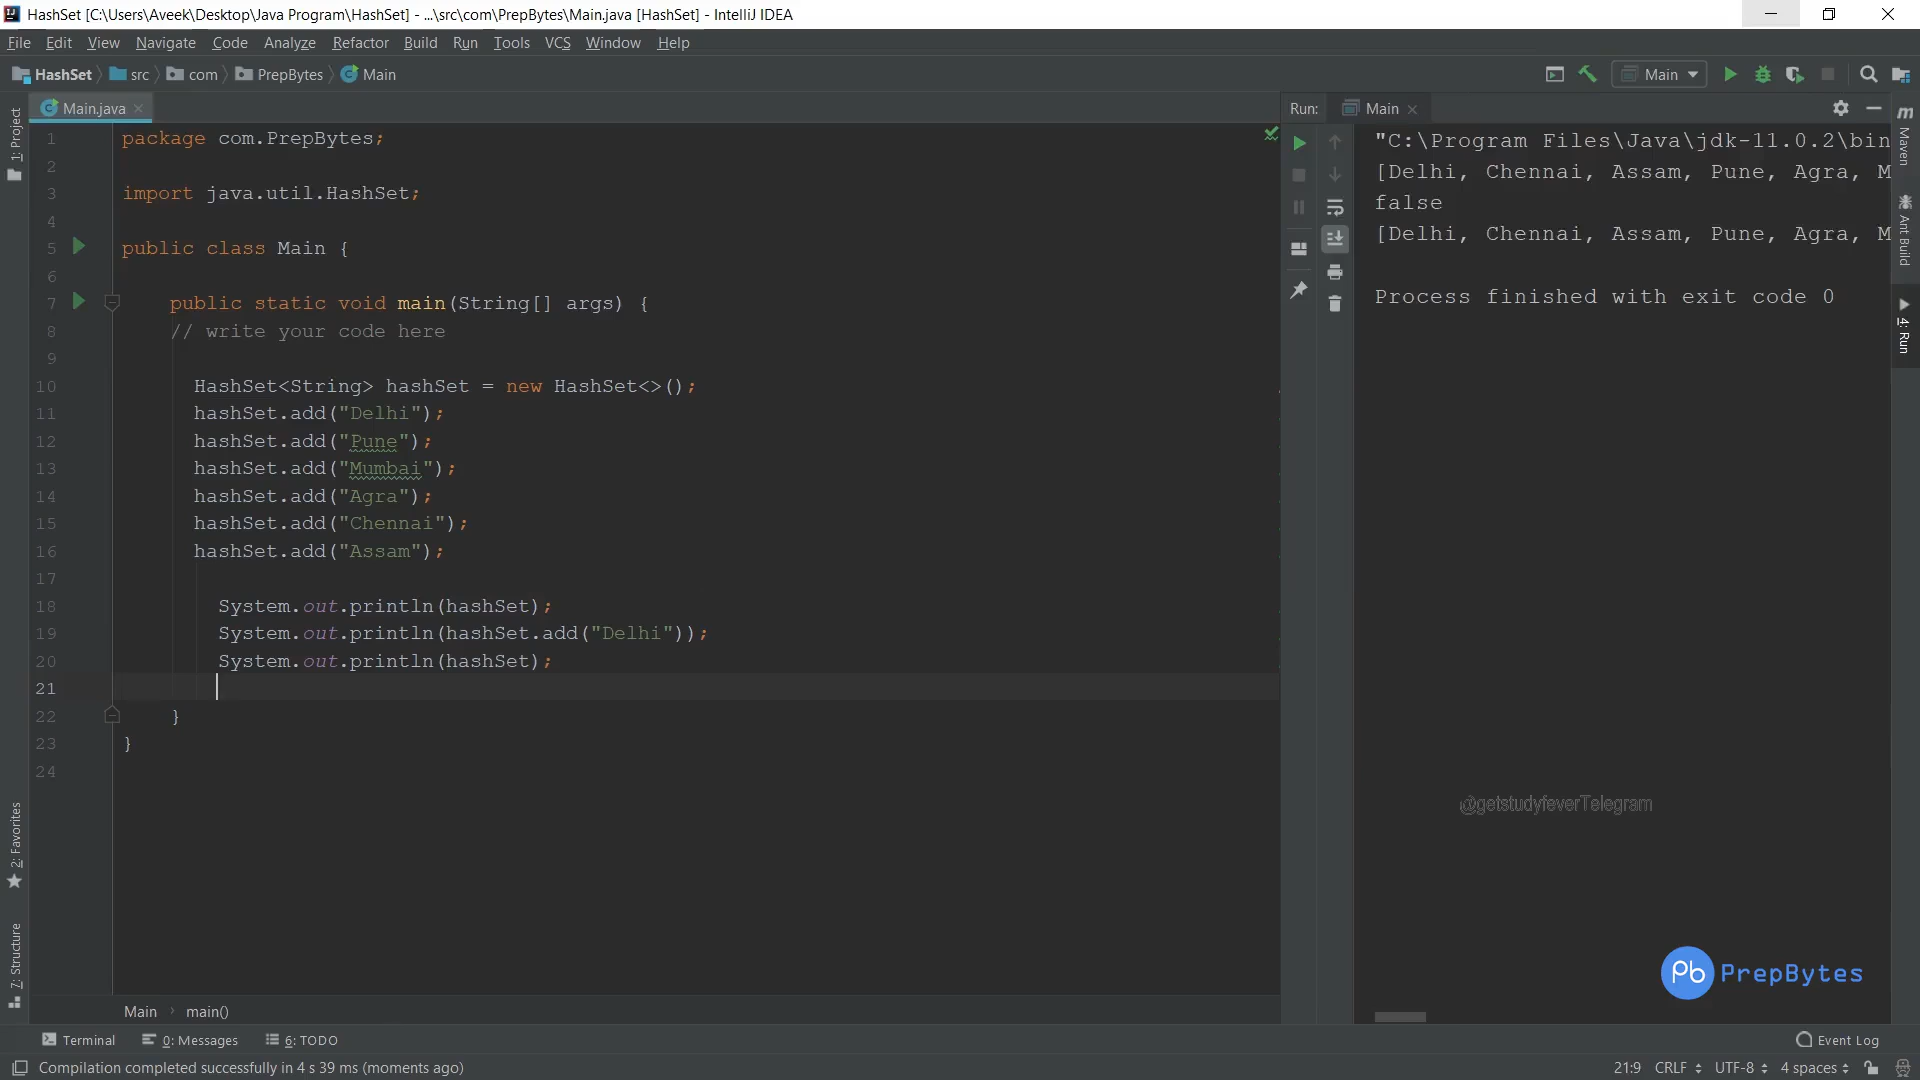 HashSet [C:\Users\Aveek\Desktop\Java Program\HashSet] - ...\src\com\PrepBytes\Main.java [HashSet] - IntelliJ IDEA
File Edit View Navigate Code Analyze Refactor Build Run Tools VCS Window Help
HashSet src com PrepBytes Main
Main
Main.java
Run: Main
1 package com.PrepBytes;
2
3 import java.util.HashSet;
4
5 public class Main {
6
7 public static void main(String[] args) {
8 // write your code here
9
10 HashSet<String> hashSet = new HashSet<>();
11 hashSet.add("Delhi");
12 hashSet.add("Pune");
13 hashSet.add("Mumbai");
14 hashSet.add("Agra");
15 hashSet.add("Chennai");
16 hashSet.add("Assam");
17
18 System.out.println(hashSet);
19 System.out.println(hashSet.add("Delhi"));
20 System.out.println(hashSet);
21
22 }
23 }
24
"C:\Program Files\Java\jdk-11.0.2\bin
[Delhi, Chennai, Assam, Pune, Agra, M
false
[Delhi, Chennai, Assam, Pune, Agra, M
Process finished with exit code 0
1: Project
2: Favorites
7: Structure
m Maven
Ant Build
4: Run
@getstudyfeverTelegram
Pb PrepBytes
Main main()
Terminal 0: Messages 6: TODO
Event Log
Compilation completed successfully in 4 s 39 ms (moments ago)
21:9 CRLF UTF-8 4 spaces